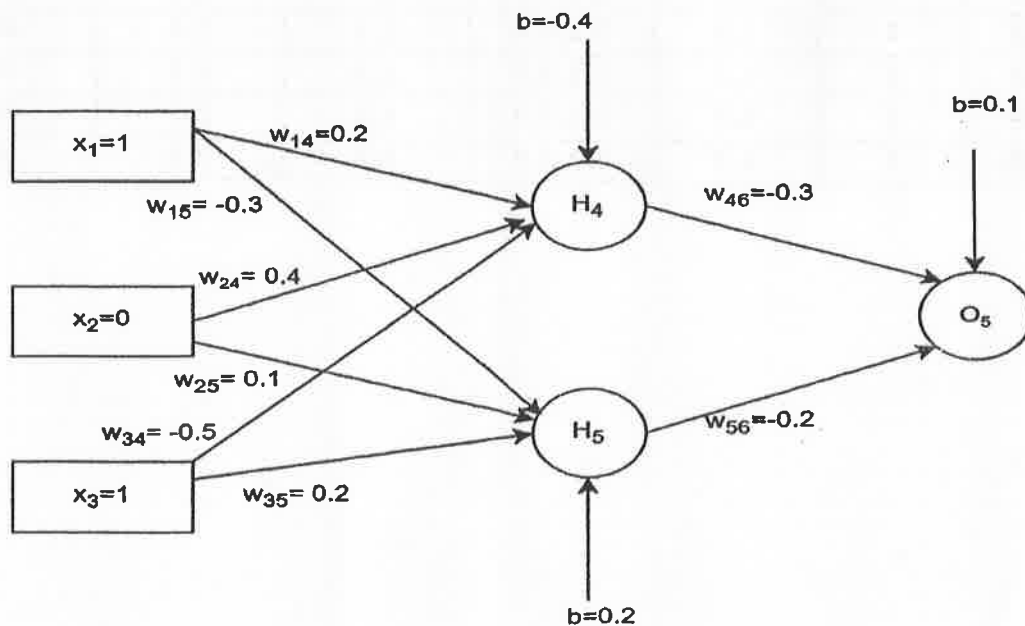 b=-0.4
b=0.1
x₁=1
w₁₄=0.2
w₁₅= -0.3
H₄
w₄₆=-0.3
w₂₄= 0.4
x₂=0
O₅
w₂₅= 0.1
w₃₄= -0.5
H₅
w₅₆=-0.2
x₃=1
w₃₅= 0.2
b=0.2